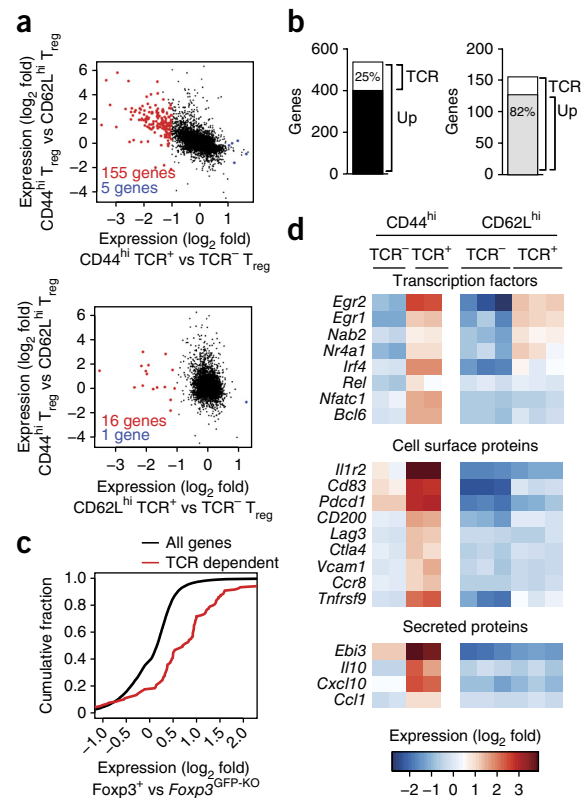 a
Expression (log2 fold)
CD44hi Treg vs CD62Lhi Treg
6
4
2
0
−2
−4
155 genes
5 genes
−3 −2 −1 0 1
Expression (log2 fold)
CD44hi TCR+ vs TCR− Treg
Expression (log2 fold)
CD44hi Treg vs CD62Lhi Treg
6
4
2
0
−2
−4
16 genes
1 gene
−3 −2 −1 0 1
Expression (log2 fold)
CD62Lhi TCR+ vs TCR− Treg
b
Genes
600
400
200
0
25%
TCR
Up
Genes
200
150
100
50
0
82%
TCR
Up
c
All genes
TCR dependent
Cumulative fraction
1.0
0.8
0.6
0.4
0.2
0
−1.0 −0.5 0 0.5 1.0 1.5 2.0
Expression (log2 fold)
Foxp3+ vs Foxp3GFP-KO
d
CD44hi CD62Lhi
TCR− TCR+ TCR− TCR+
Transcription factors
Egr2
Egr1
Nab2
Nr4a1
Irf4
Rel
Nfatc1
Bcl6
Cell surface proteins
Il1r2
Cd83
Pdcd1
CD200
Lag3
Ctla4
Vcam1
Ccr8
Tnfrsf9
Secreted proteins
Ebi3
Il10
Cxcl10
Ccl1
Expression (log2 fold)
−2 −1 0 1 2 3